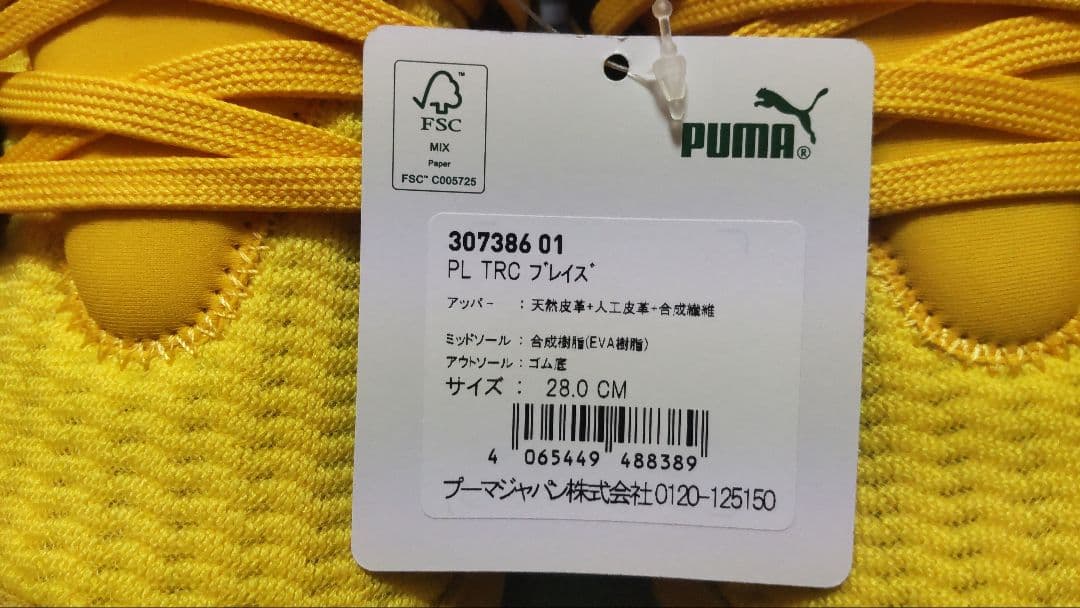 FSC™
MIX
Paper
FSC™ C005725
PUMA®
307386 01
PL TRC ブレイズ
アッパー : 天然皮革+人工皮革+合成繊維
ミッドソール : 合成樹脂(EVA樹脂)
アウトソール : ゴム底
サイズ : 28.0 CM
4 065449 488389
プーマジャパン株式会社0120-125150